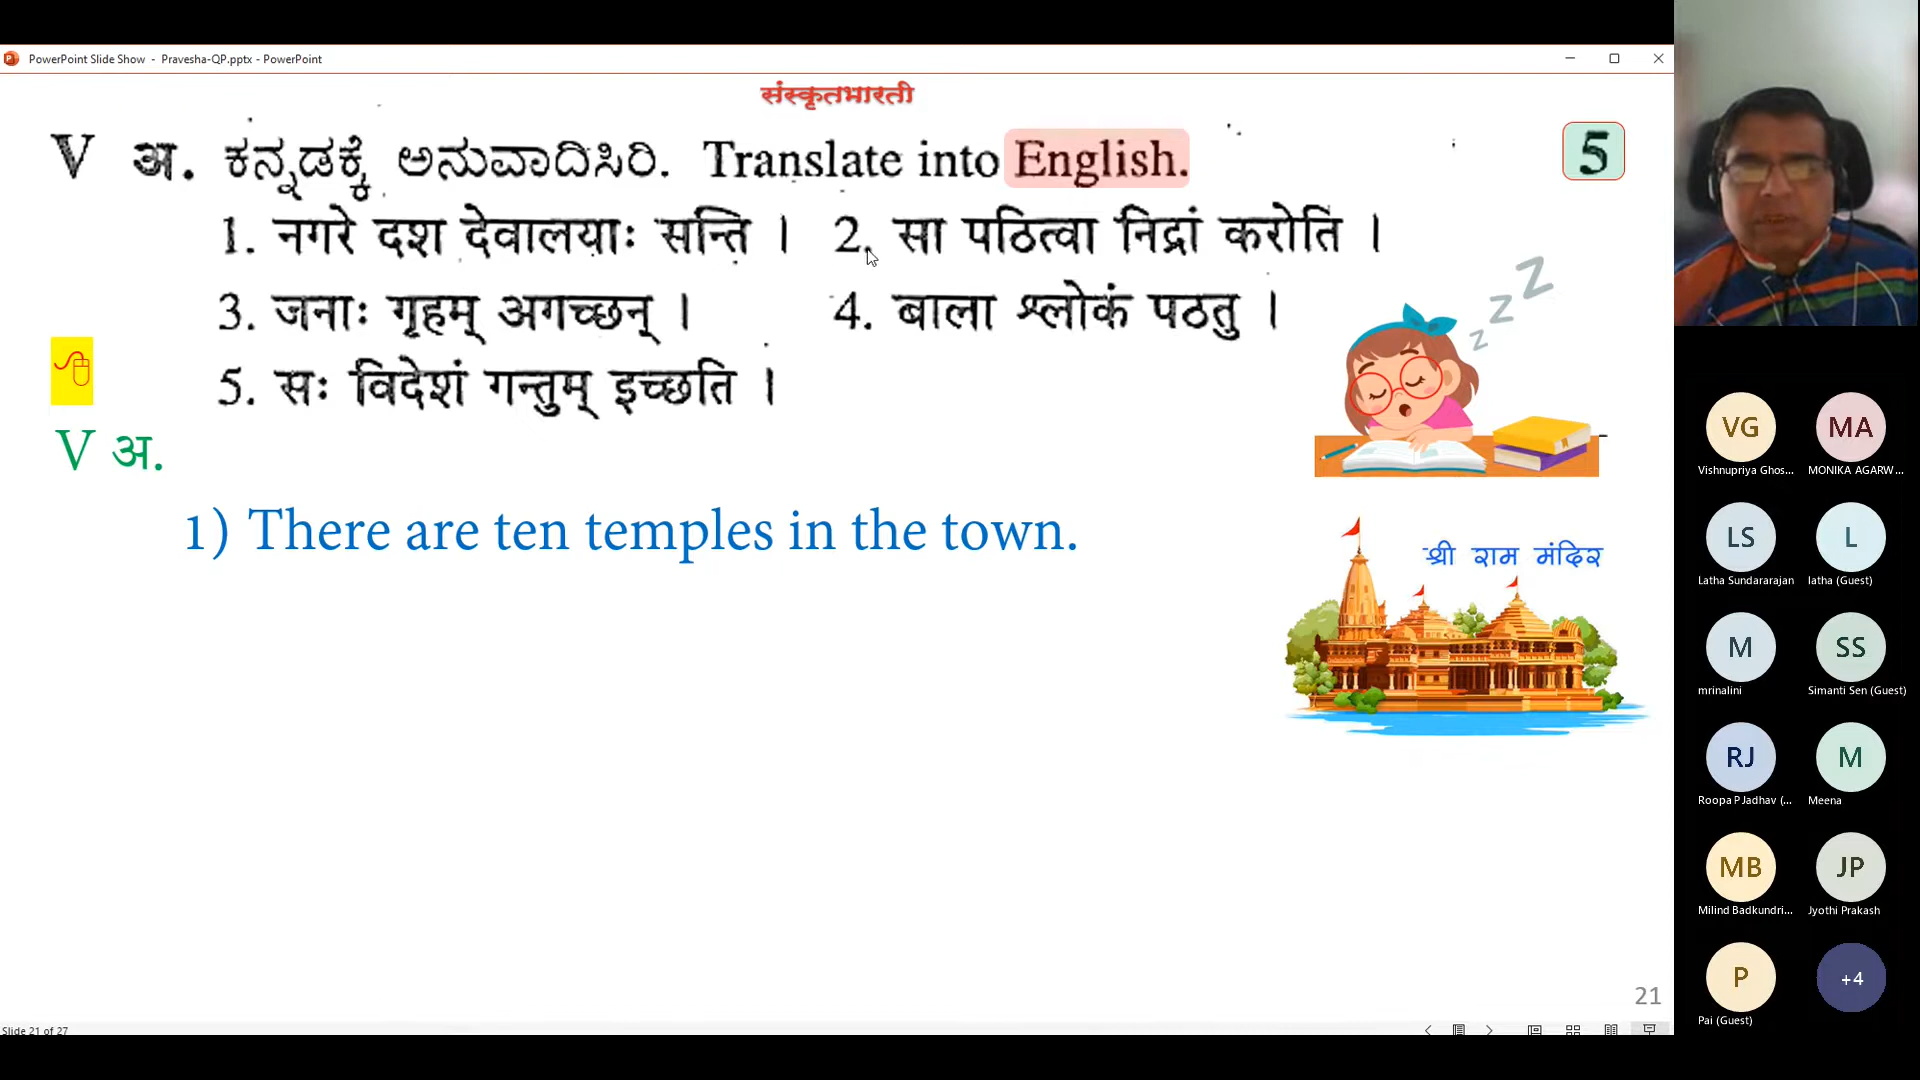 PowerPoint Slide Show - Pravesha-QP.pptx - PowerPoint
संस्कृतभारती
V अ. ಕನ್ನಡಕ್ಕೆ ಅನುವಾದಿಸಿರಿ. Translate into English. 5
1. नगरे दश देवालयाः सन्ति । 2. सा पठित्वा निद्रां करोति ।
3. जनाः गृहम् अगच्छन् । 4. बाला श्लोकं पठतु ।
5. सः विदेशं गन्तुम् इच्छति ।
z z Z
V अ.
1) There are ten temples in the town.
श्री राम मंदिर
21
Slide 21 of 27
VG MA
Vishnupriya Ghos... MONIKA AGARW...
LS L
Latha Sundararajan latha (Guest)
M SS
mrinalini Simanti Sen (Guest)
RJ M
Roopa P Jadhav (... Meena
MB JP
Milind Badkundri... Jyothi Prakash
P +4
Pai (Guest)